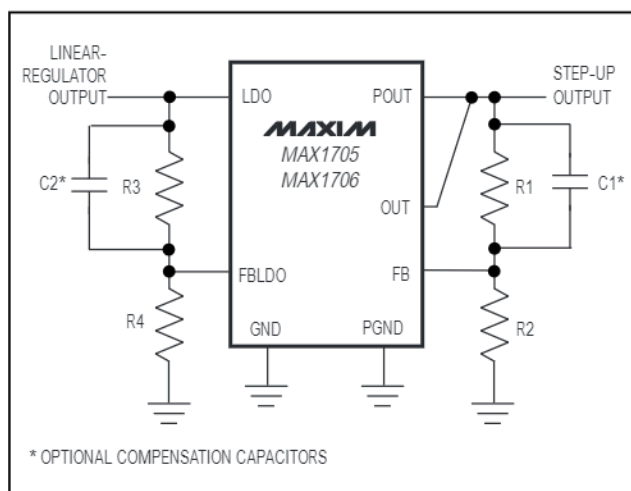 LINEAR-
REGULATOR
OUTPUT
STEP-UP
OUTPUT
LDO
POUT
MAXIM
MAX1705
MAX1706
C2*
R3
R1
C1*
OUT
FBLDO
FB
R4
R2
GND
PGND
* OPTIONAL COMPENSATION CAPACITORS